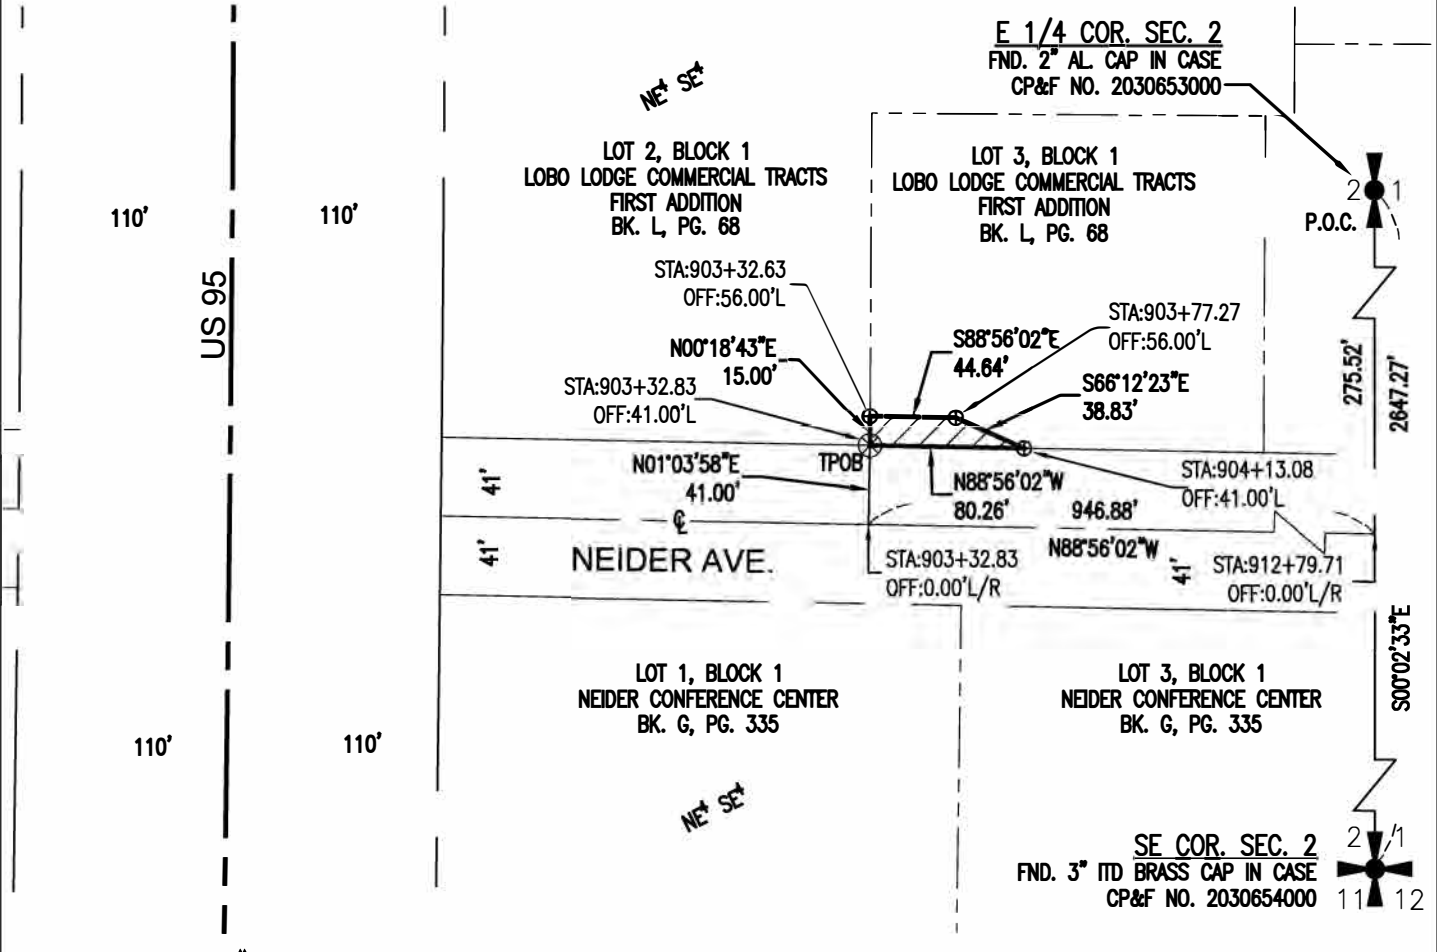 E 1/4 COR. SEC. 2
FND. 2" AL. CAP IN CASE
CP&F NO. 2030653000
NE⁴ SE⁴
LOT 2, BLOCK 1
LOBO LODGE COMMERCIAL TRACTS
FIRST ADDITION
BK. L, PG. 68
LOT 3, BLOCK 1
LOBO LODGE COMMERCIAL TRACTS
FIRST ADDITION
BK. L, PG. 68
2 1
P.O.C.
110'
110'
US 95
STA:903+32.63
OFF:56.00'L
STA:903+77.27
OFF:56.00'L
N00°18'43"E
15.00'
S88°56'02"E
44.64'
S66°12'23"E
38.83'
STA:903+32.83
OFF:41.00'L
275.52'
2647.27'
TPOB
N01°03'58"E
41.00'
N88°56'02"W
80.26'
946.88'
N88°56'02"W
STA:904+13.08
OFF:41.00'L
41'
41'
41'
℄
NEIDER AVE.
STA:903+32.83
OFF:0.00'L/R
STA:912+79.71
OFF:0.00'L/R
S00°02'33"E
LOT 1, BLOCK 1
NEIDER CONFERENCE CENTER
BK. G, PG. 335
LOT 3, BLOCK 1
NEIDER CONFERENCE CENTER
BK. G, PG. 335
110'
110'
NE⁴ SE⁴
SE COR. SEC. 2
FND. 3" ITD BRASS CAP IN CASE
CP&F NO. 2030654000
2 1
11 12